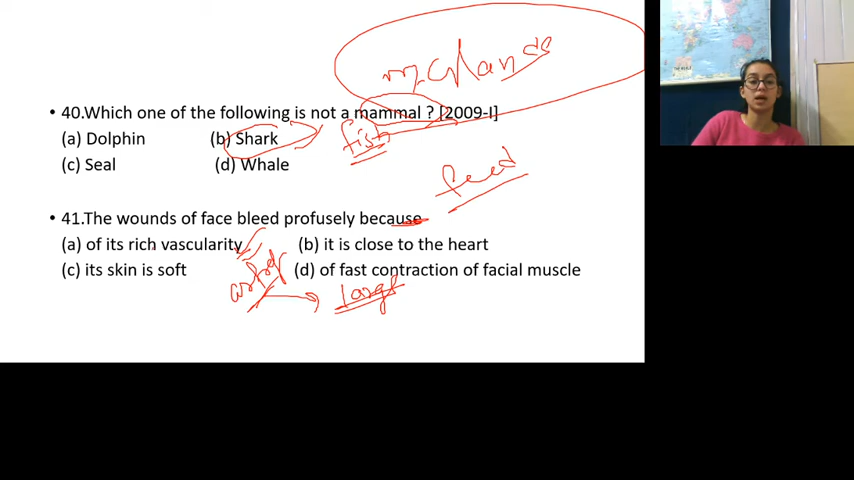 m.Glands
• 40.Which one of the following is not a mammal ? [2009-I]
(a) Dolphin (b) Shark fish
(c) Seal (d) Whale
feed
• 41.The wounds of face bleed profusely because
(a) of its rich vascularity (b) it is close to the heart
(c) its skin is soft (d) of fast contraction of facial muscle
large